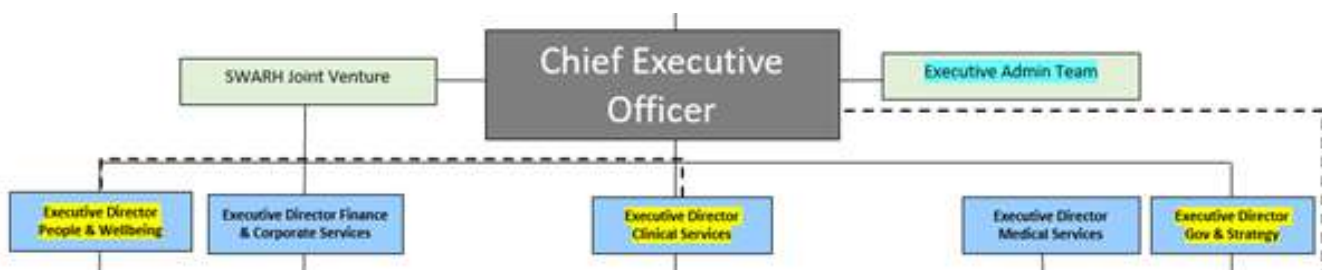 Chief Executive
Officer
SWARH Joint Venture
Executive Admin Team
Executive Director
People & Wellbeing
Executive Director Finance
& Corporate Services
Executive Director
Clinical Services
Executive Director
Medical Services
Executive Director
Gov & Strategy